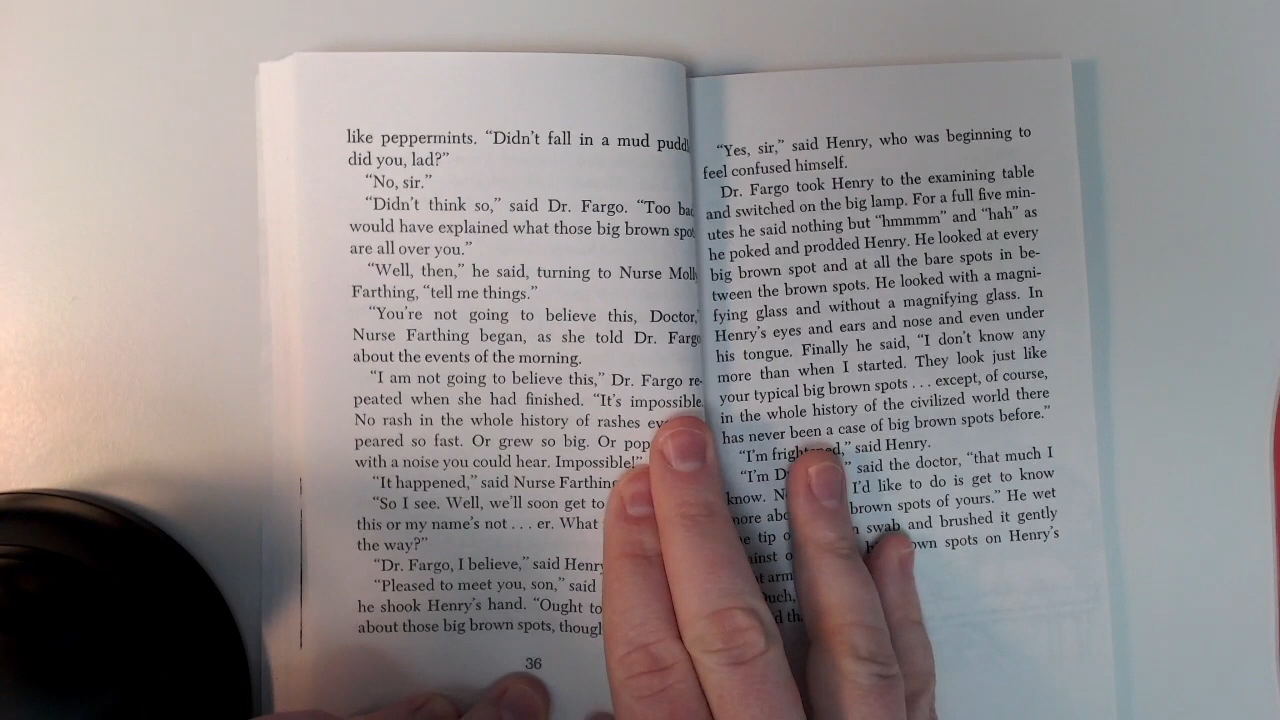 like peppermints. “Didn't fall in a mud
did you, lad?”
“No, sir.”
“Didn't think so,” said Dr. Fargo. “Too
would have explained what those big brown
are all over you.”
“Well, then,” he said, turning to Nurse
Farthing, “tell me things.”
“You're not going to believe this, Doctor,”
Nurse Farthing began, as she told Dr. Fargo
about the events of the morning.
“I am not going to believe this,” Dr. Fargo re-
peated when she had finished. “It's impossible.
No rash in the whole history of rashes
peared so fast. Or grew so big. Or
with a noise you could hear. Impossible!”
“It happened,” said Nurse Farthing
“So I see. Well, we'll soon get to
this or my name's not . . . er. What
the way?”
“Dr. Fargo, I believe,” said Henry
“Pleased to meet you, son,” said
he shook Henry's hand. “Ought to
about those big brown spots,
36
“Yes, sir,” said Henry, who was beginning to
feel confused himself.
Dr. Fargo took Henry to the examining table
and switched on the big lamp. For a full five min-
utes he said nothing but “hmmmm” and “hah” as
he poked and prodded Henry. He looked at every
big brown spot and at all the bare spots in be-
tween the brown spots. He looked with a magni-
fying glass and without a magnifying glass. In
Henry's eyes and ears and nose and even under
his tongue. Finally he said, “I don't know any
more than when I started. They look just like
your typical big brown spots . . . except, of course,
in the whole history of the civilized world there
has never been a case of big brown spots before.”
“I'm frightened,” said Henry.
“I'm said the doctor, “that much I
know. I'd like to do is get to know
more brown spots of yours.” He wet
tip swab and brushed it gently
brown spots on Henry's
arm